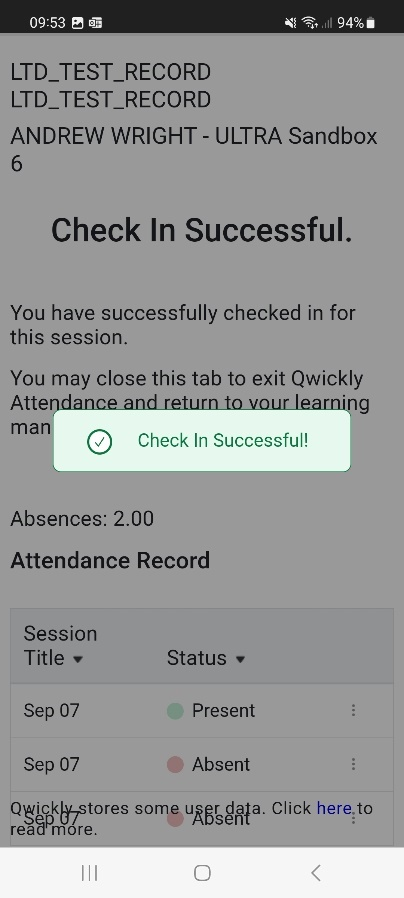 09:53 94%
LTD_TEST_RECORD
LTD_TEST_RECORD
ANDREW WRIGHT - ULTRA Sandbox
6
Check In Successful.
You have successfully checked in for
this session.
You may close this tab to exit Qwickly
Attendance and return to your learning
man
Check In Successful!
Absences: 2.00
Attendance Record
Session
Title Status
Sep 07 Present
Sep 07 Absent
Sep 07 Absent
Qwickly stores some user data. Click here to
read more.